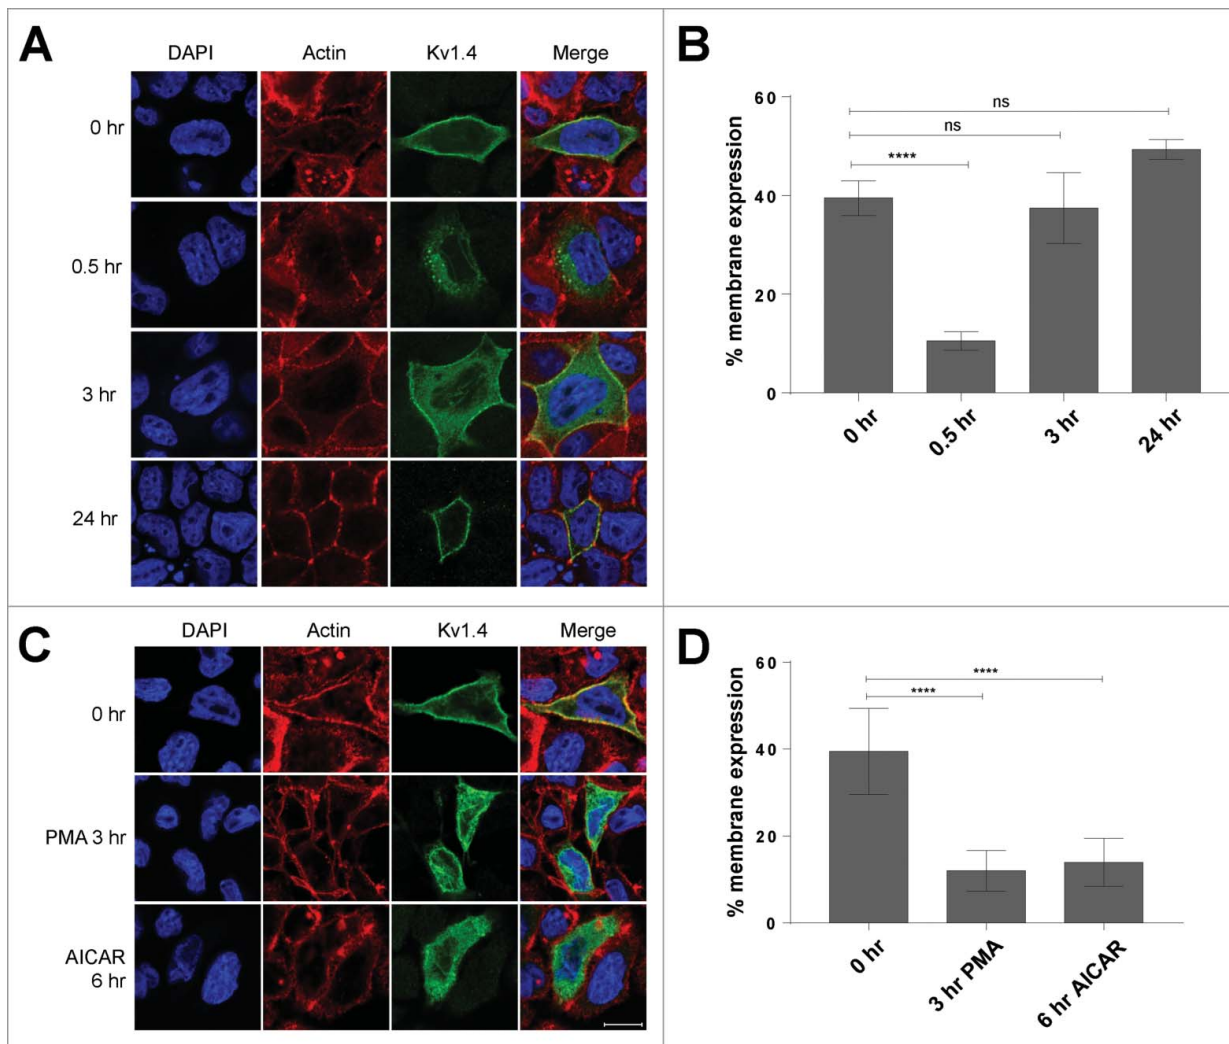 A
DAPI Actin Kv1.4 Merge
0 hr
0.5 hr
3 hr
24 hr
B
% membrane expression
60
40
20
0
ns
ns
****
0 hr 0.5 hr 3 hr 24 hr
C
DAPI Actin Kv1.4 Merge
0 hr
PMA 3 hr
AICAR
6 hr
D
% membrane expression
60
40
20
0
****
****
0 hr 3 hr PMA 6 hr AICAR